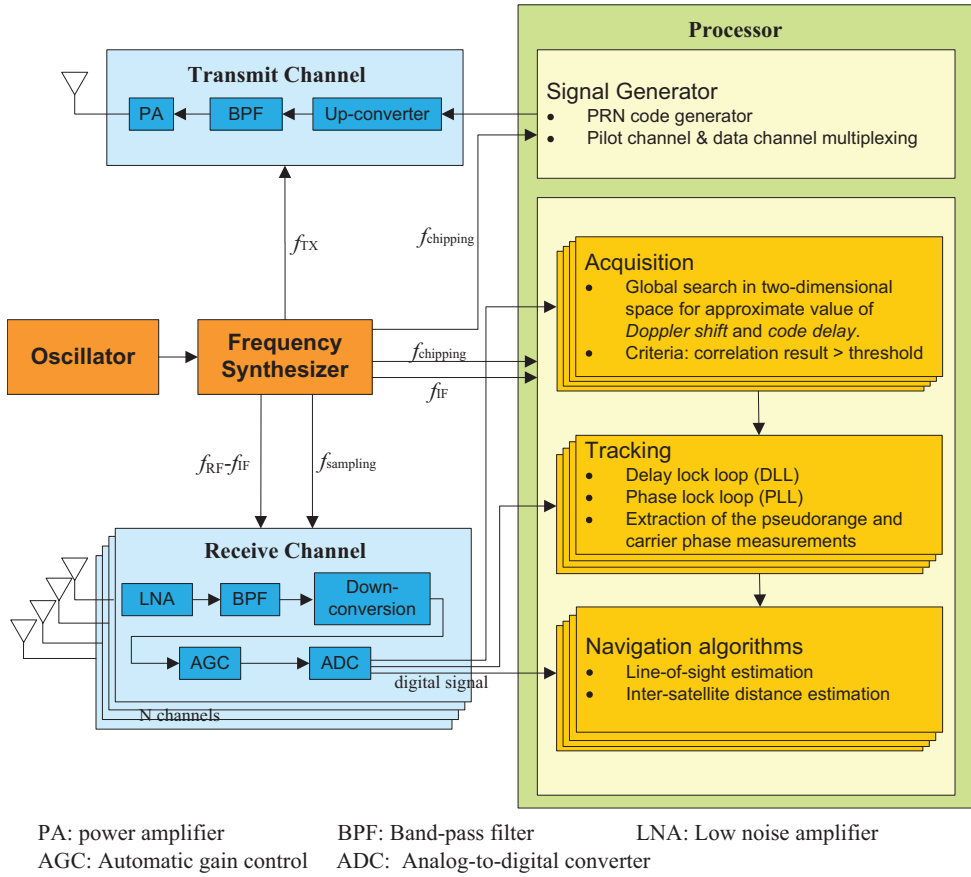 Processor
Transmit Channel
PA
BPF
Up-converter
Signal Generator
• PRN code generator
• Pilot channel & data channel multiplexing
fTX
fchipping
Acquisition
• Global search in two-dimensional
space for approximate value of
Doppler shift and code delay.
• Criteria: correlation result > threshold
Oscillator
Frequency
Synthesizer
fchipping
fIF
fRF-fIF
fsampling
Tracking
• Delay lock loop (DLL)
• Phase lock loop (PLL)
• Extraction of the pseudorange and
carrier phase measurements
Receive Channel
LNA
BPF
Down-
conversion
AGC
ADC
digital signal
N channels
Navigation algorithms
• Line-of-sight estimation
• Inter-satellite distance estimation
PA: power amplifier
BPF: Band-pass filter
LNA: Low noise amplifier
AGC: Automatic gain control
ADC: Analog-to-digital converter